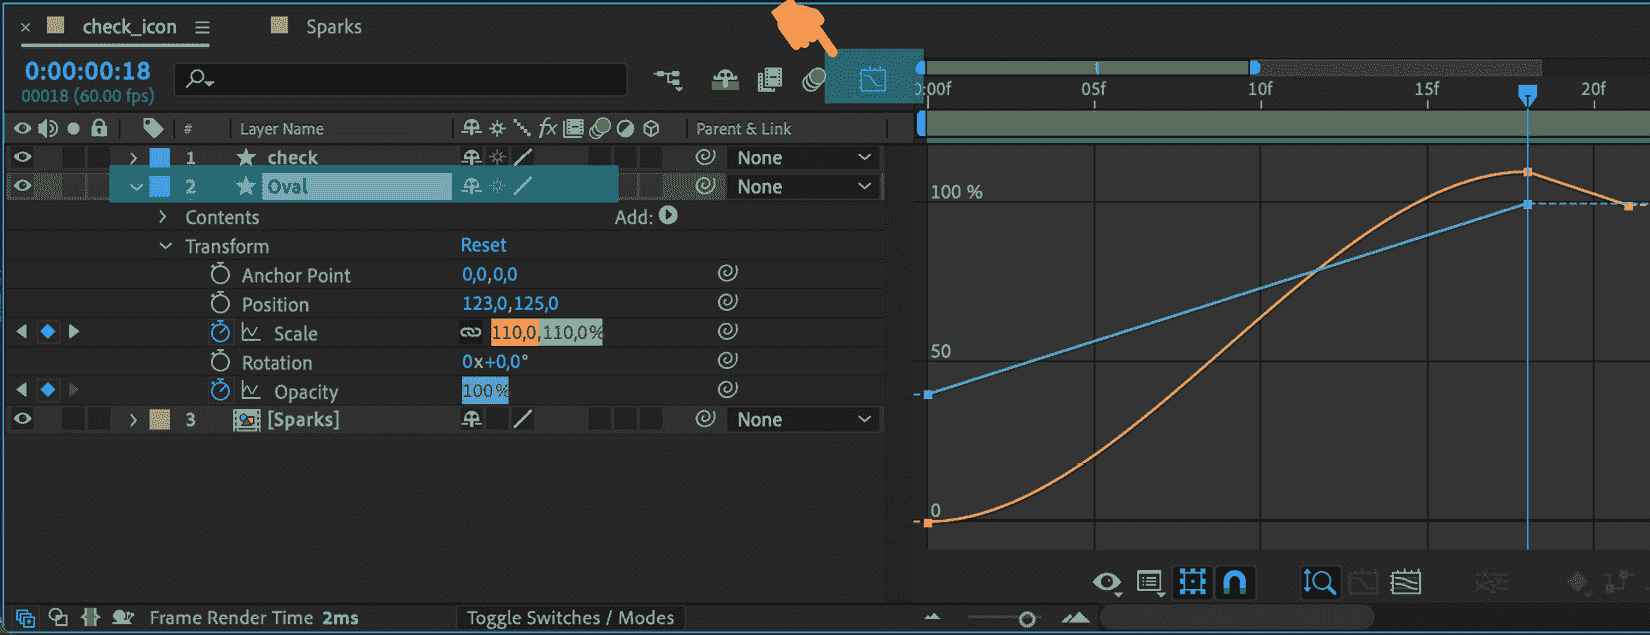 check_icon
Sparks
0:00:00:18
00018 (60.00 fps)
0:00f 05f 10f 15f 20f
# Layer Name fx Parent & Link
1 check None
2 Oval None
Contents Add:
Transform Reset
Anchor Point 0,0,0,0
Position 123,0,125,0
Scale 110,0,110,0%
Rotation 0x+0,0°
Opacity 100%
3 [Sparks] None
100 %
50
0
Frame Render Time 2ms
Toggle Switches / Modes